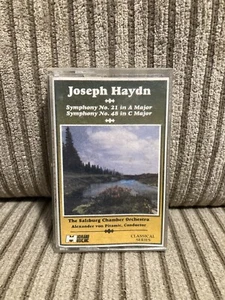 Joseph Haydn
Symphony No. 21 in A Major
Symphony No. 48 in C Major
The Salzburg Chamber Orchestra
Alexander von Pitamic, Conductor
CLASSICAL
SERIES